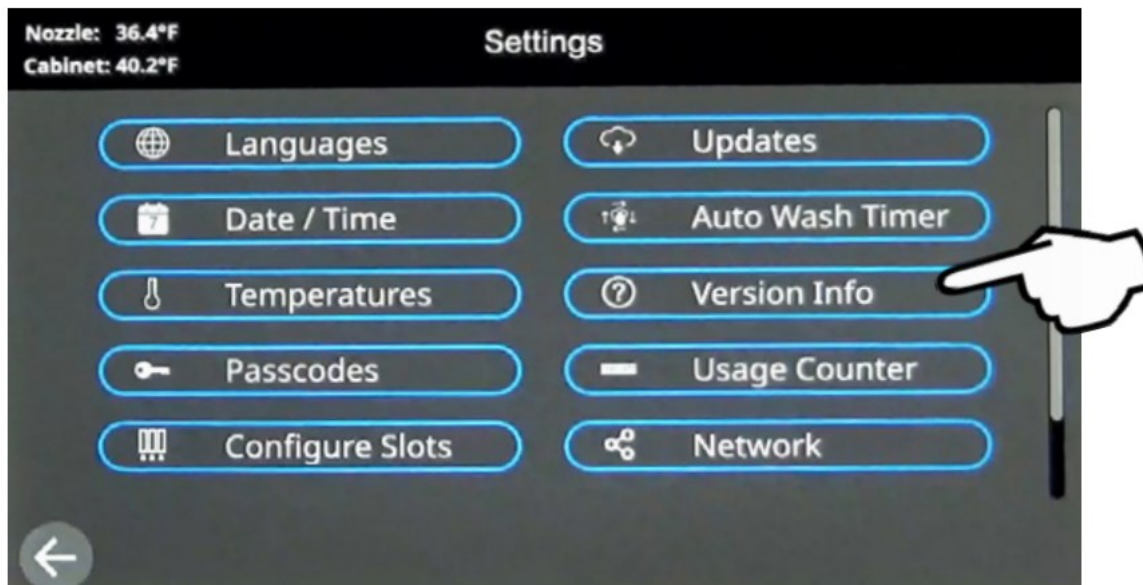 Nozzle: 36.4°F
Cabinet: 40.2°F
Settings
Languages
Updates
7
Date / Time
Auto Wash Timer
Temperatures
? Version Info
Passcodes
Usage Counter
Configure Slots
Network